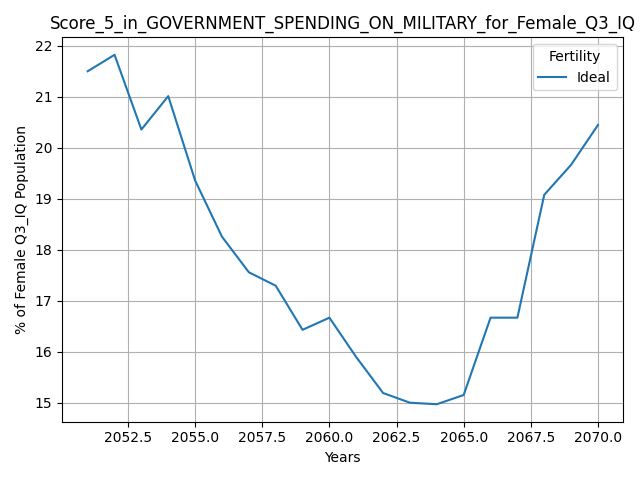 Score_5_in_GOVERNMENT_SPENDING_ON_MILITARY_for_Female_Q3_IQ
Fertility
Ideal
22
21
20
19
18
17
16
15
% of Female Q3_IQ Population
2052.5 2055.0 2057.5 2060.0 2062.5 2065.0 2067.5 2070.0
Years